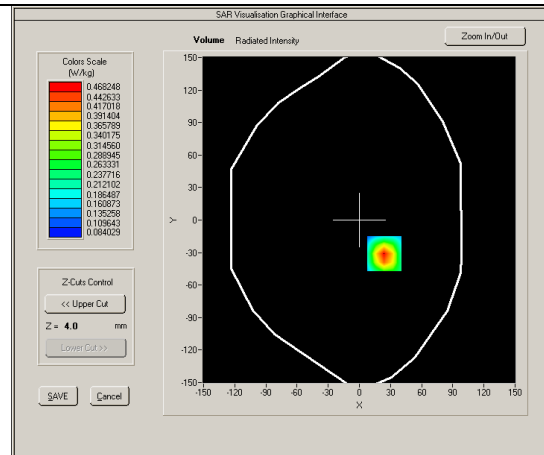 SAR Visualisation Graphical Interface
Volume Radiated Intensity
Zoom In/Out
Colors Scale
(W/kg)
0.468248
0.442633
0.417018
0.391404
0.365789
0.340175
0.314560
0.288945
0.263331
0.237716
0.212102
0.186487
0.160873
0.135258
0.109643
0.084029
Z-Cuts Control
<< Upper Cut
Z = 4.0 mm
Lower Cut >>
SAVE Cancel
150
120
90
60
30
0
-30
-60
-90
-120
-150
Y
-150 -120 -90 -60 -30 0 30 60 90 120 150
X